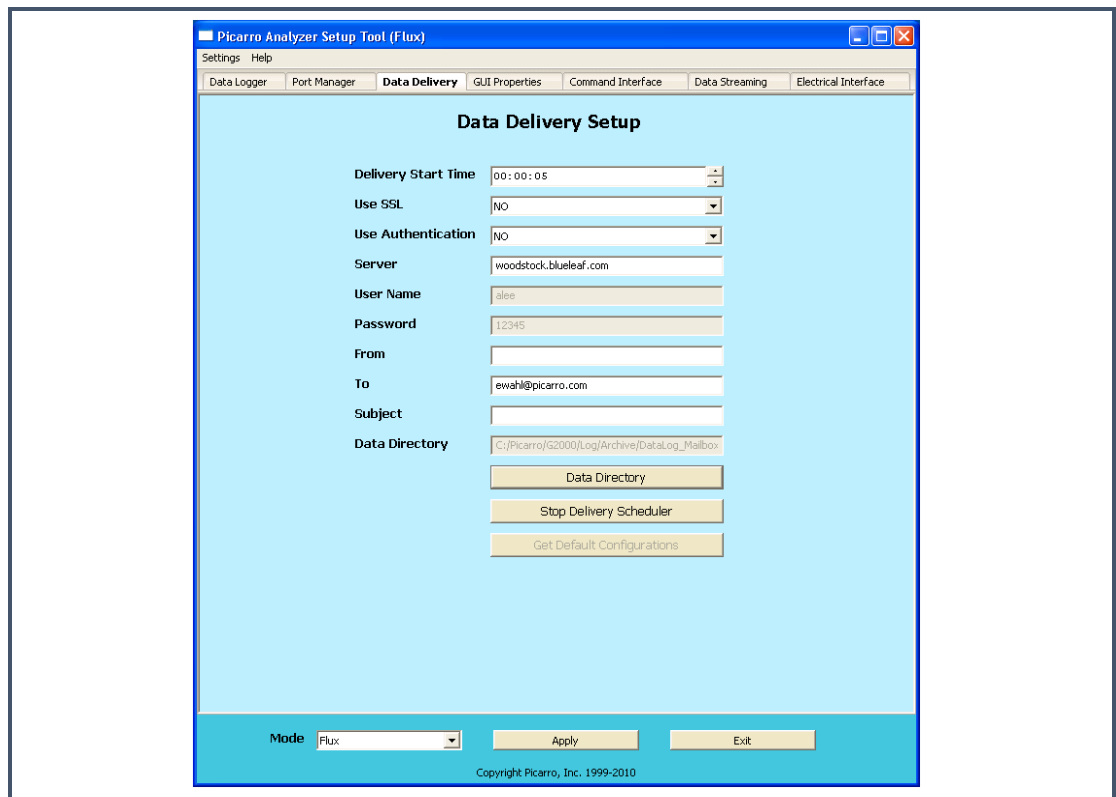 Picarro Analyzer Setup Tool (Flux)
Settings Help
Data Logger Port Manager Data Delivery GUI Properties Command Interface Data Streaming Electrical Interface
Data Delivery Setup
Delivery Start Time 00:00:05
Use SSL NO
Use Authentication NO
Server woodstock.blueleaf.com
User Name alee
Password 12345
From
To ewahl@picarro.com
Subject
Data Directory C:/Picarro/G2000/Log/Archive/DataLog_Mailbox
Data Directory
Stop Delivery Scheduler
Get Default Configurations
Mode Flux Apply Exit
Copyright Picarro, Inc. 1999-2010